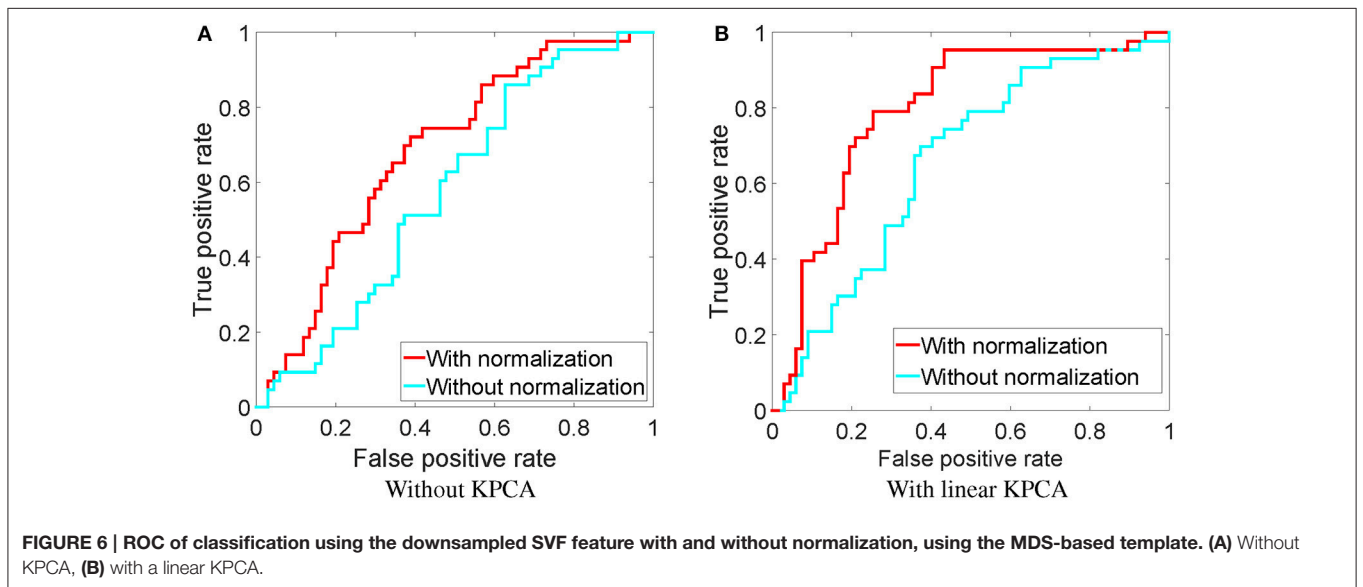 A
1
0.8
0.6
0.4
0.2
0
True positive rate
With normalization
Without normalization
0 0.2 0.4 0.6 0.8 1
False positive rate
Without KPCA
B
1
0.8
0.6
0.4
0.2
0
True positive rate
With normalization
Without normalization
0 0.2 0.4 0.6 0.8 1
False positive rate
With linear KPCA
FIGURE 6 | ROC of classification using the downsampled SVF feature with and without normalization, using the MDS-based template. (A) Without
KPCA, (B) with a linear KPCA.